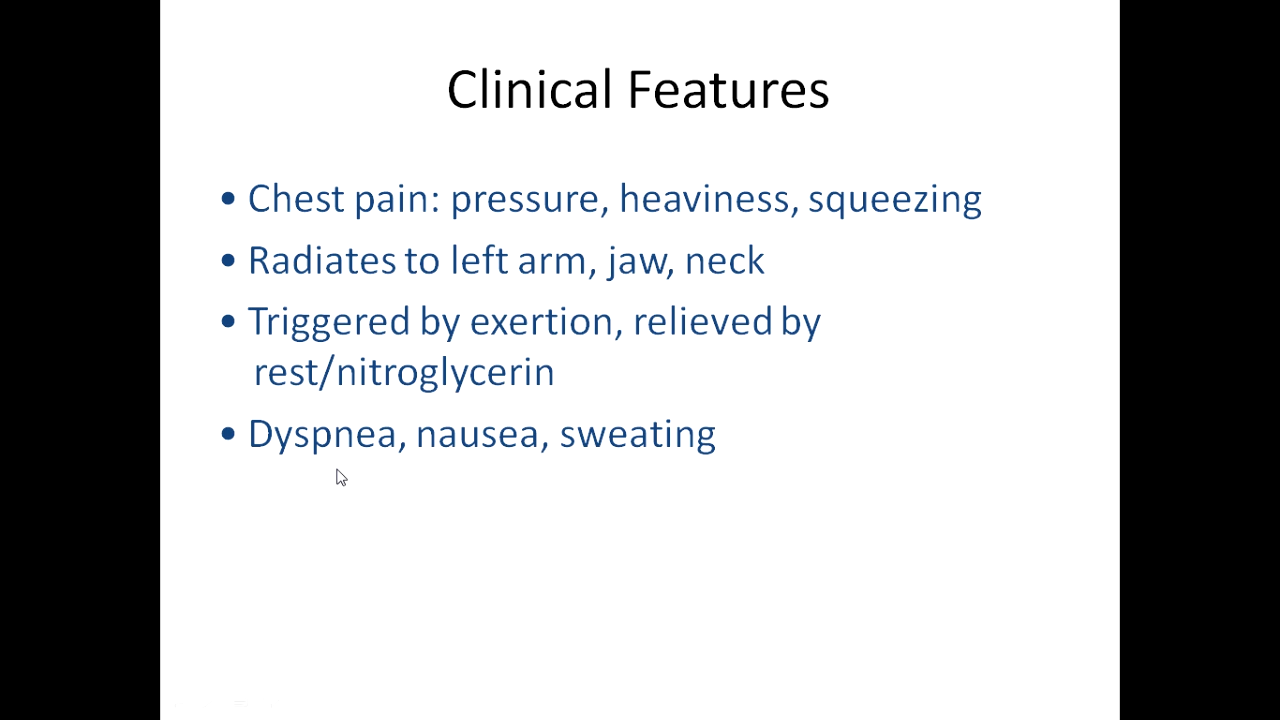 Clinical Features
• Chest pain: pressure, heaviness, squeezing
• Radiates to left arm, jaw, neck
• Triggered by exertion, relieved by
rest/nitroglycerin
• Dyspnea, nausea, sweating